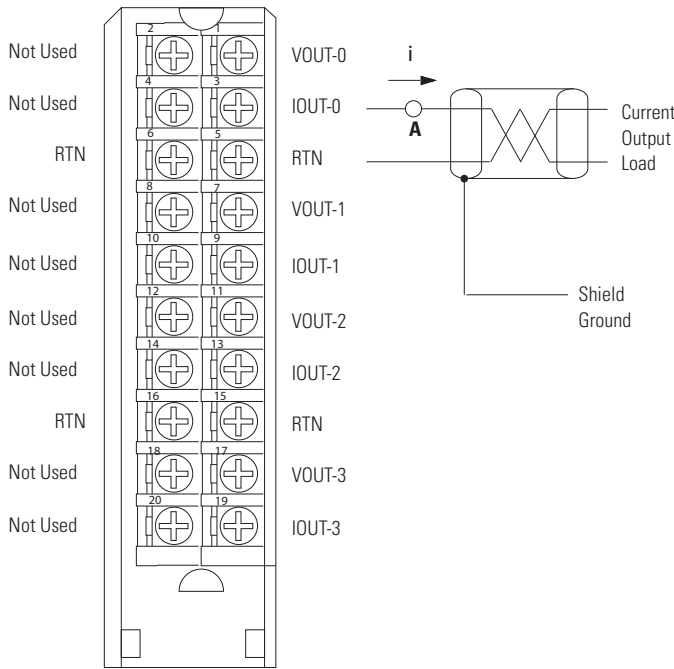 2 1
Not Used VOUT-0
i
4 3
Not Used IOUT-0
A
Current
Output
Load
6 5
RTN RTN
8 7
Not Used VOUT-1
10 9
Not Used IOUT-1
12 11
Not Used VOUT-2
Shield
Ground
14 13
Not Used IOUT-2
16 15
RTN RTN
18 17
Not Used VOUT-3
20 19
Not Used IOUT-3